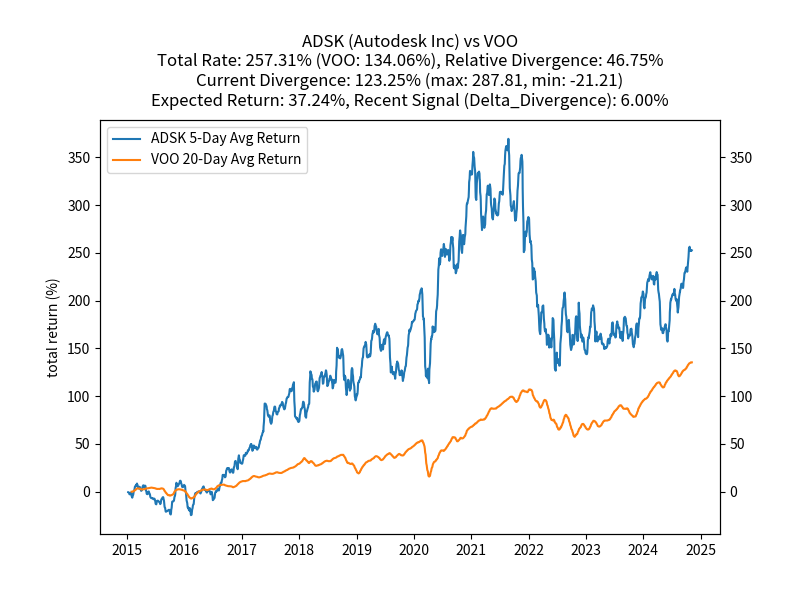 ADSK (Autodesk Inc) vs VOO
Total Rate: 257.31% (VOO: 134.06%), Relative Divergence: 46.75%
Current Divergence: 123.25% (max: 287.81, min: -21.21)
Expected Return: 37.24%, Recent Signal (Delta_Divergence): 6.00%
ADSK 5-Day Avg Return
VOO 20-Day Avg Return
total return (%)
350 350
300 300
250 250
200 200
150 150
100 100
50 50
0 0
2015 2016 2017 2018 2019 2020 2021 2022 2023 2024 2025